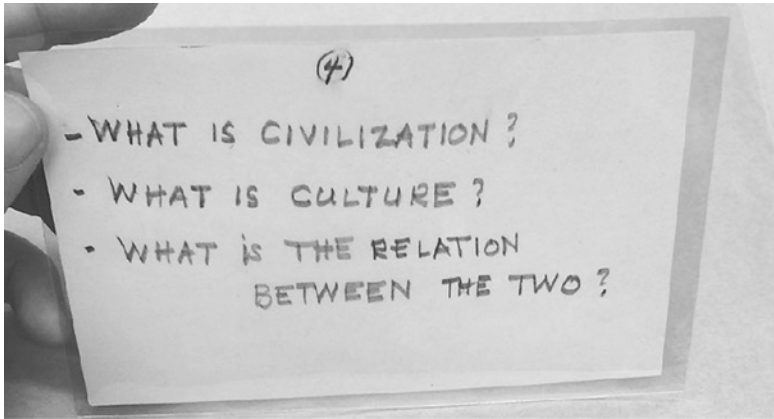 (4)
- WHAT IS CIVILIZATION?
- WHAT IS CULTURE?
- WHAT is THE RELATION
BETWEEN THE TWO?